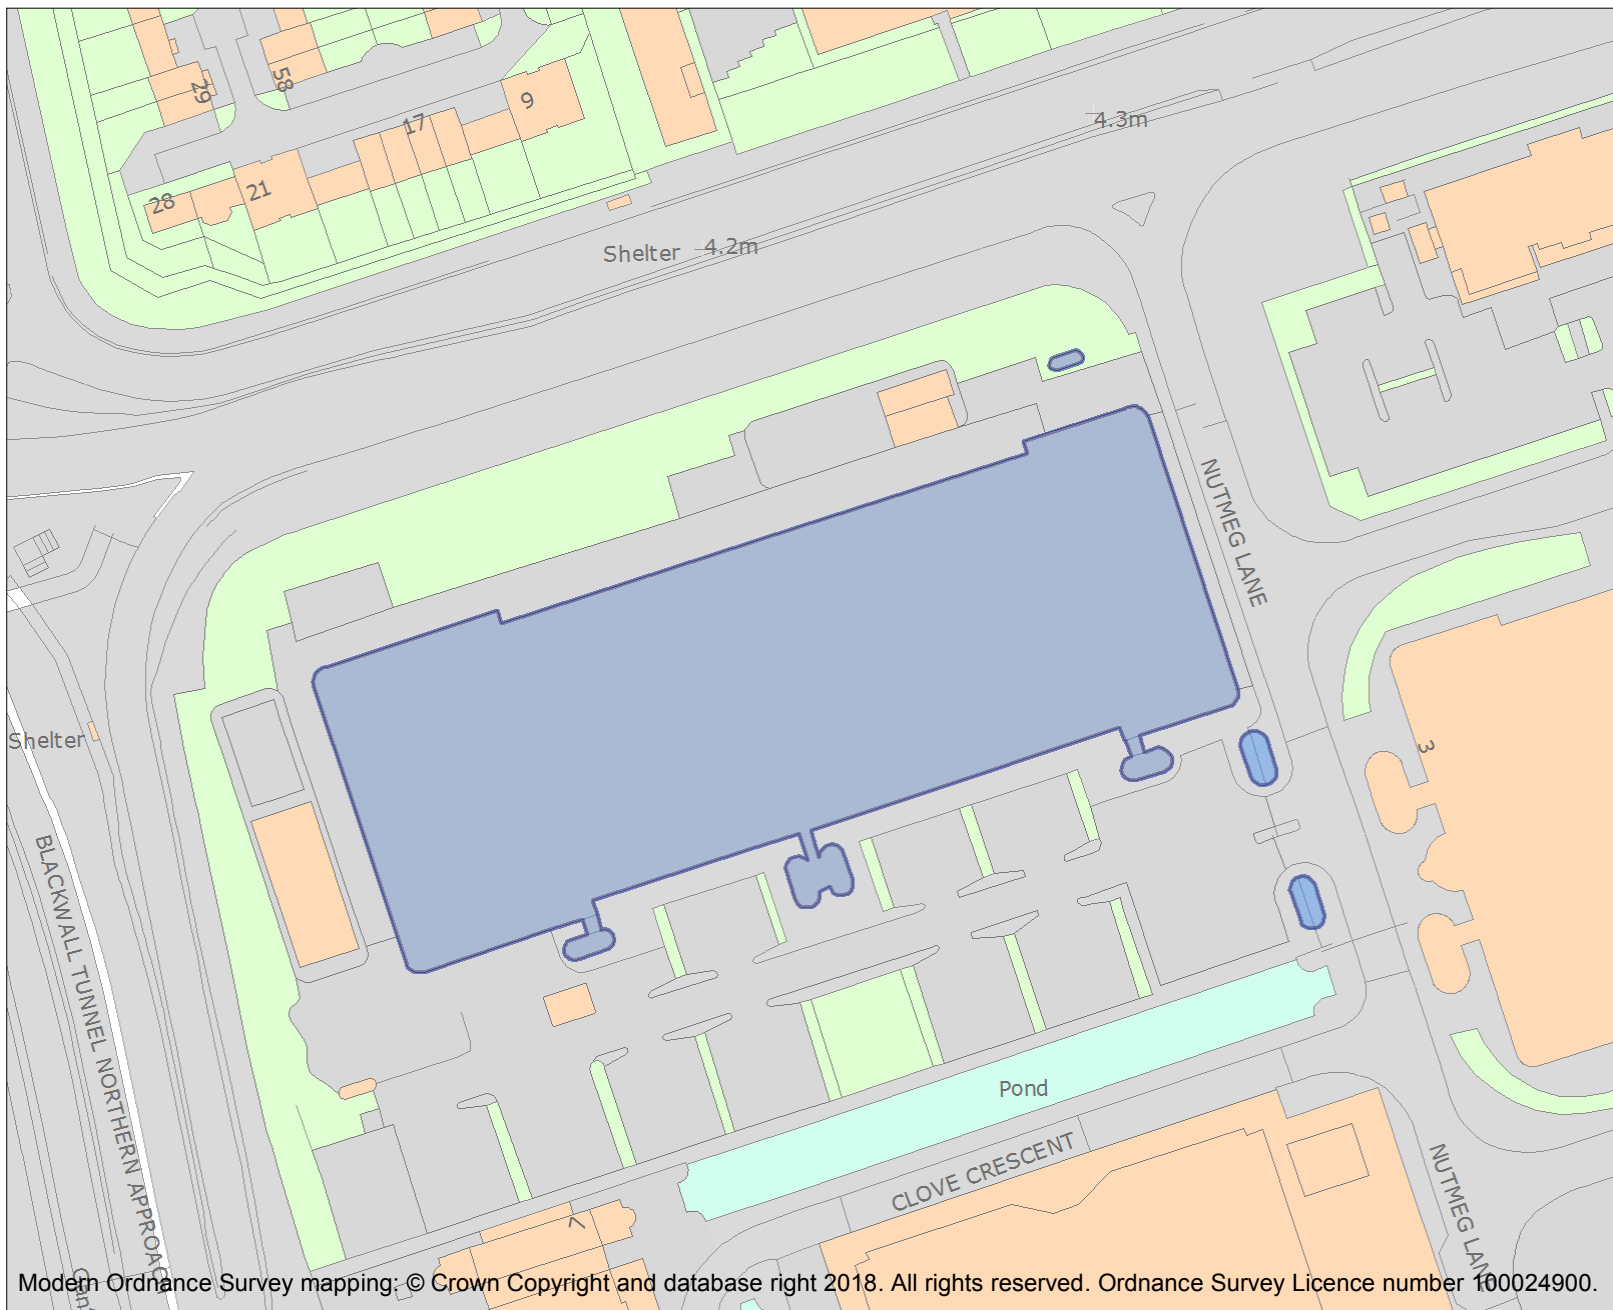 29
58
9
17
4.3m
28
21
Shelter
4.2m
NUTMEG LANE
Shelter
3
BLACKWALL TUNNEL NORTHERN APPROACH
Pond
CLOVE CRESCENT
NUTMEG LANE
7
Modern Ordnance Survey mapping: © Crown Copyright and database right 2018. All rights reserved. Ordnance Survey Licence number 100024900.